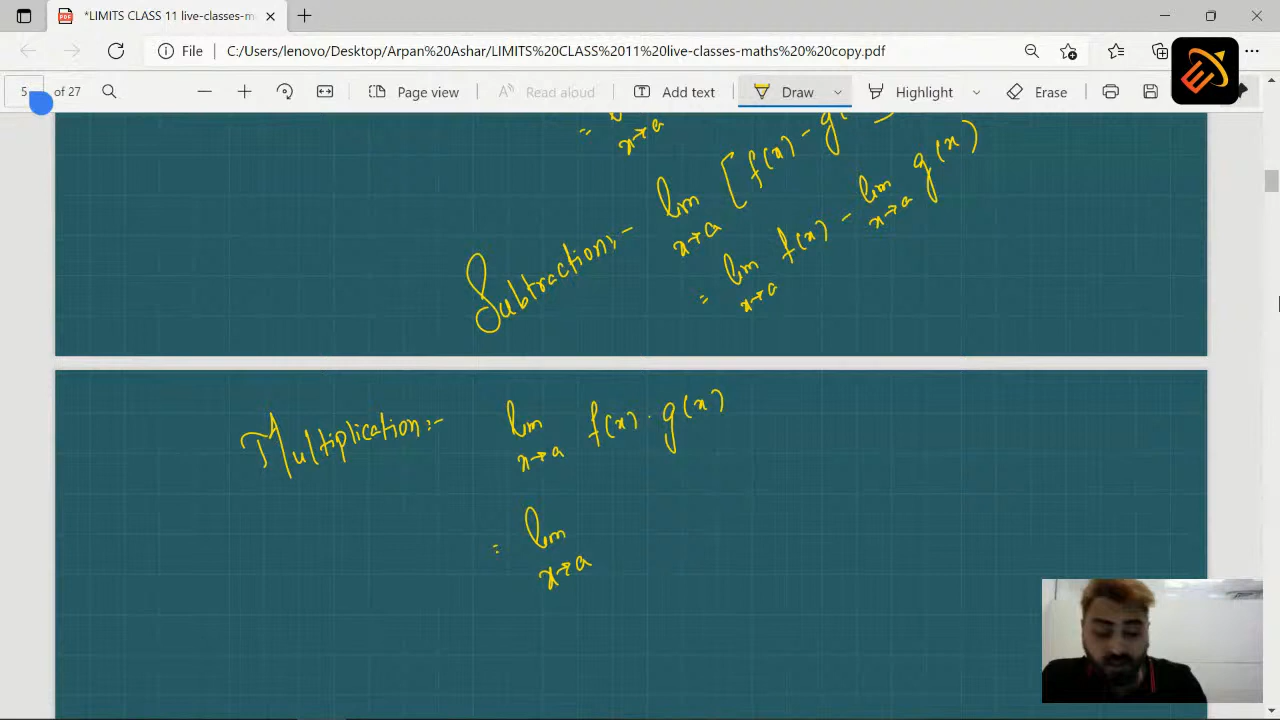 *LIMITS CLASS 11 live-classes-m
File C:/Users/lenovo/Desktop/Arpan%20Ashar/LIMITS%20CLASS%2011%20live-classes-maths%20%20copy.pdf
5 of 27 Page view Read aloud Add text Draw Highlight Erase
= x→a
Subtraction:- lim x→a [f(x) - g(
= lim x→a f(x) - lim x→a g(x)
Multiplication:- lim x→a f(x) · g(x)
= lim x→a